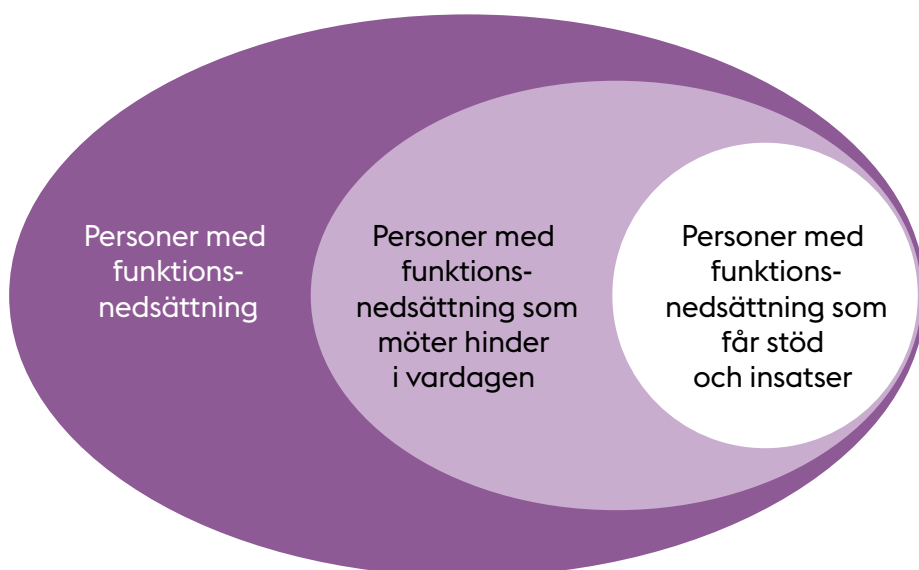 Personer med
funktions-
nedsättning
Personer med
funktions-
nedsättning som
möter hinder
i vardagen
Personer med
funktions-
nedsättning som
får stöd
och insatser